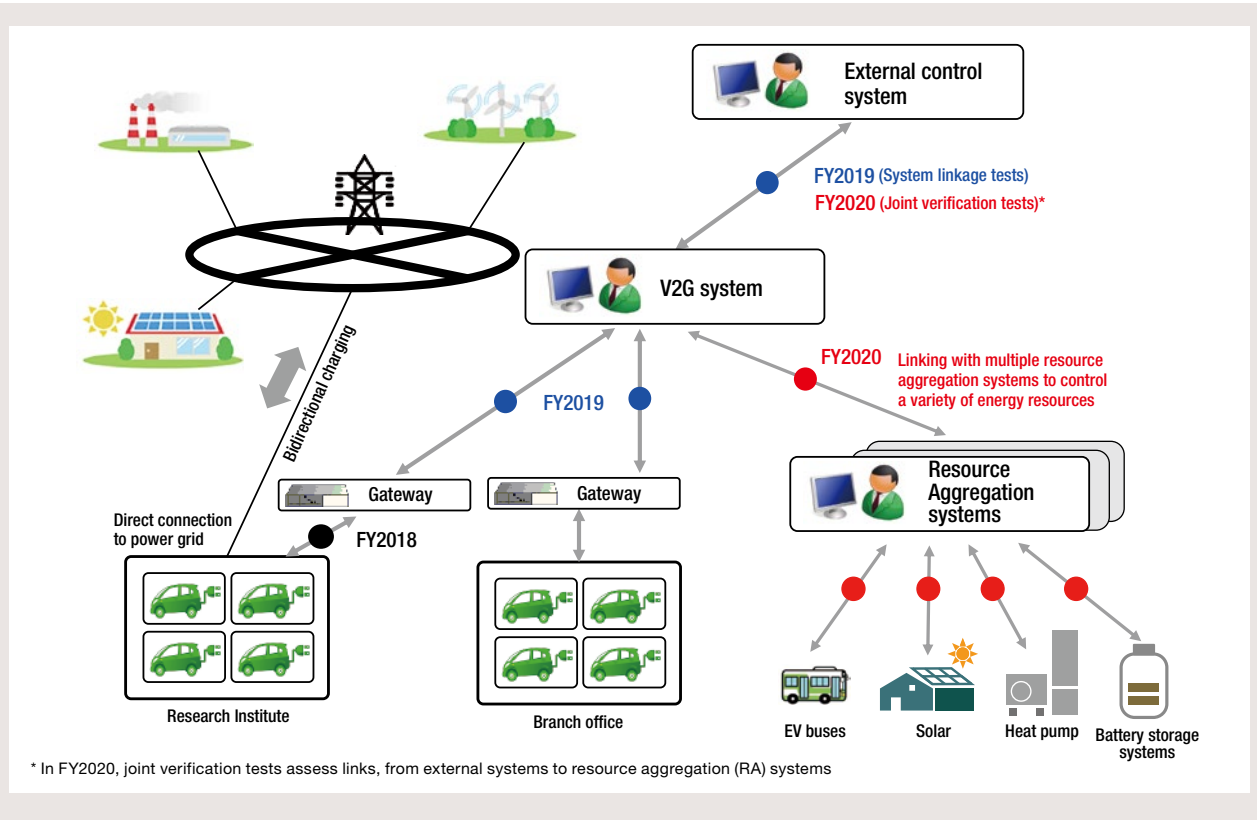 External control
system
FY2019 (System linkage tests)
FY2020 (Joint verification tests)*
V2G system
Bidirectional charging
FY2020
Linking with multiple resource
aggregation systems to control
a variety of energy resources
FY2019
Gateway
Gateway
Resource
Aggregation
systems
Direct connection
to power grid
FY2018
Research Institute
Branch office
EV buses
Solar
Heat pump
Battery storage
systems
* In FY2020, joint verification tests assess links, from external systems to resource aggregation (RA) systems